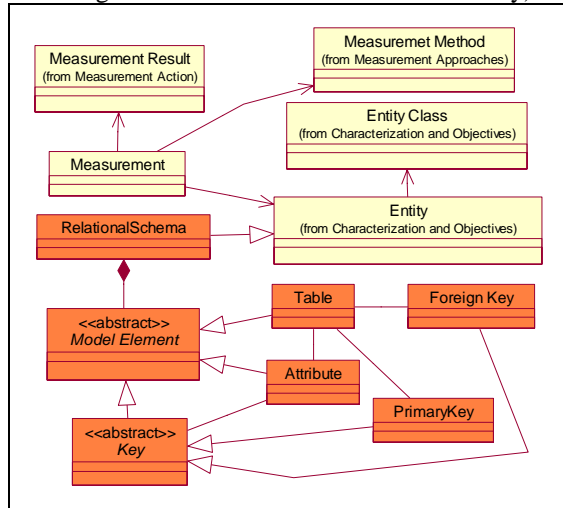 Measurement Result
(from Measurement Action)
Measuremet Method
(from Measurement Approaches)
Entity Class
(from Characterization and Objectives)
Measurement
Entity
(from Characterization and Objectives)
RelationalSchema
Table
Foreign Key
<<abstract>>
Model Element
Attribute
PrimaryKey
<<abstract>>
Key